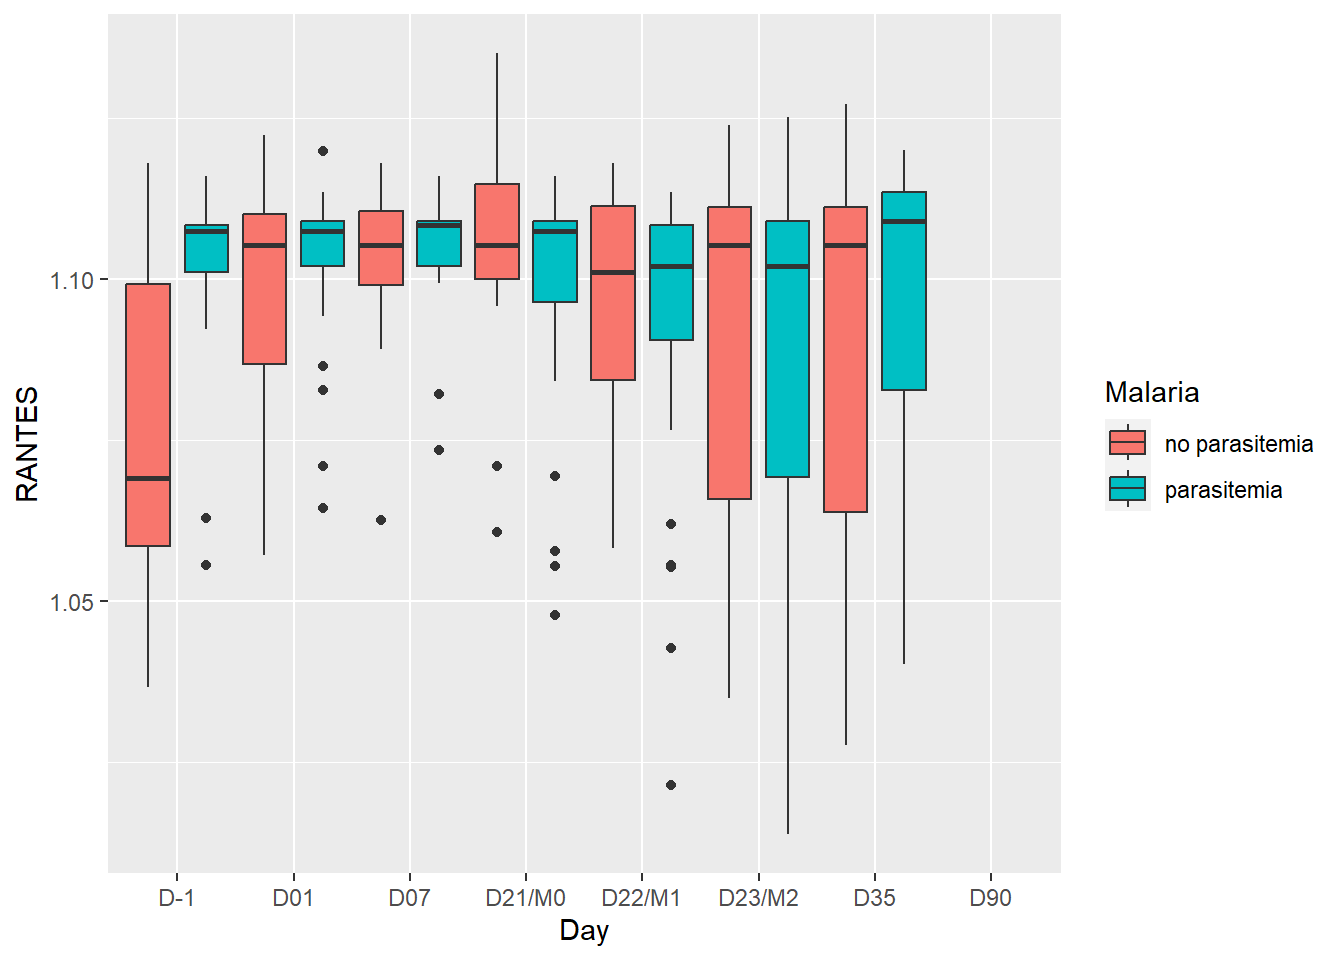 RANTES
1.10
1.05
D-1 D01 D07 D21/M0 D22/M1 D23/M2 D35 D90
Day
Malaria
no parasitemia
parasitemia